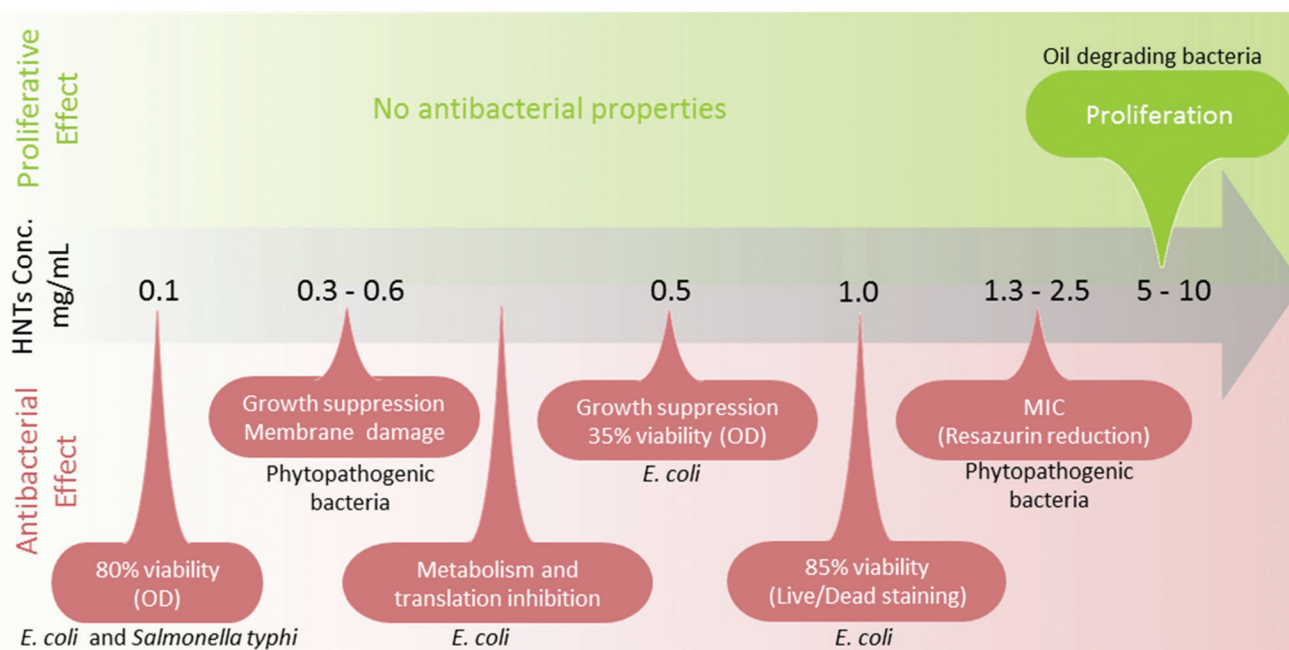 Proliferative
Effect
No antibacterial properties
Oil degrading bacteria
Proliferation
HNTs Conc.
mg/mL
0.1
0.3 - 0.6
0.5
1.0
1.3 - 2.5
5 - 10
Antibacterial
Effect
Growth suppression
Membrane damage
Phytopathogenic
bacteria
Growth suppression
35% viability (OD)
E. coli
MIC
(Resazurin reduction)
Phytopathogenic
bacteria
80% viability
(OD)
E. coli and Salmonella typhi
Metabolism and
translation inhibition
E. coli
85% viability
(Live/Dead staining)
E. coli